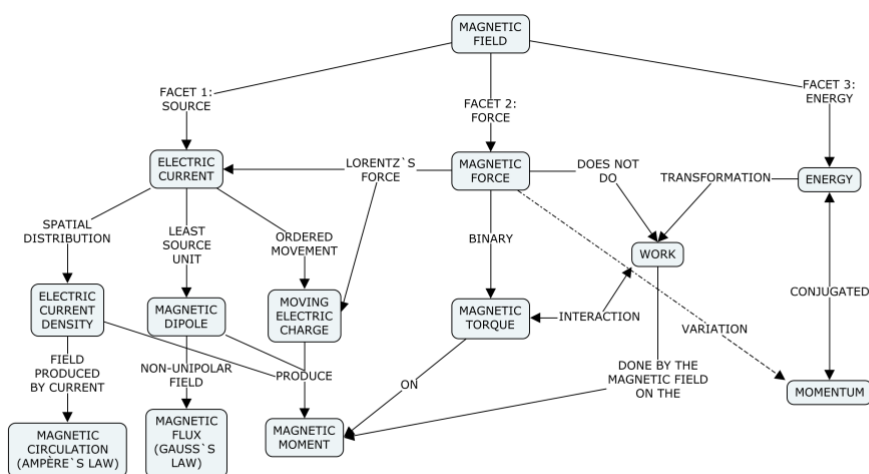 MAGNETIC
FIELD
FACET 1:
SOURCE
FACET 2:
FORCE
FACET 3:
ENERGY
ELECTRIC
CURRENT
LORENTZ`S
FORCE
MAGNETIC
FORCE
DOES NOT
DO
TRANSFORMATION
ENERGY
SPATIAL
DISTRIBUTION
LEAST
SOURCE
UNIT
ORDERED
MOVEMENT
BINARY
WORK
ELECTRIC
CURRENT
DENSITY
MAGNETIC
DIPOLE
MOVING
ELECTRIC
CHARGE
MAGNETIC
TORQUE
INTERACTION
VARIATION
CONJUGATED
FIELD
PRODUCED
BY CURRENT
NON-UNIPOLAR
FIELD
PRODUCE
ON
DONE BY THE
MAGNETIC FIELD
ON THE
MOMENTUM
MAGNETIC
CIRCULATION
(AMPÈRE`S LAW)
MAGNETIC
FLUX
(GAUSS`S
LAW)
MAGNETIC
MOMENT